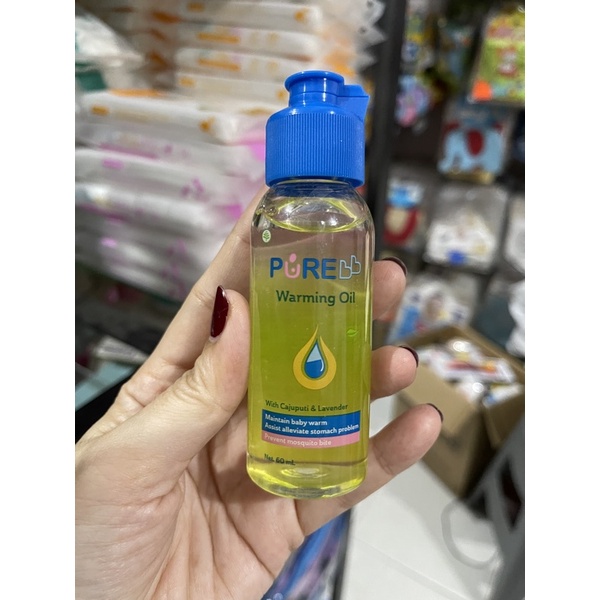 PURE BB
Warming Oil
With Cajuputi & Lavender
Maintain baby warm
Assist alleviate stomach problem
Prevent mosquito bite
Net. 60 mL